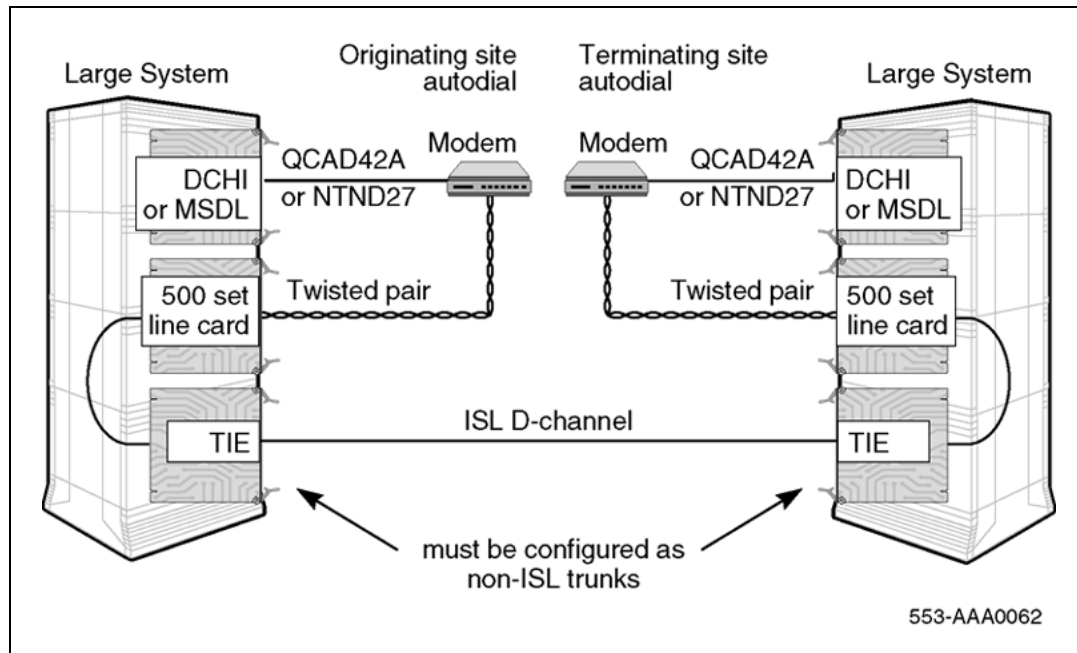 Large System
Originating site
autodial
Terminating site
autodial
Large System
DCHI
or MSDL
QCAD42A
or NTND27
Modem
Modem
QCAD42A
or NTND27
DCHI
or MSDL
500 set
line card
Twisted pair
Twisted pair
500 set
line card
TIE
ISL D-channel
TIE
must be configured as
non-ISL trunks
553-AAA0062